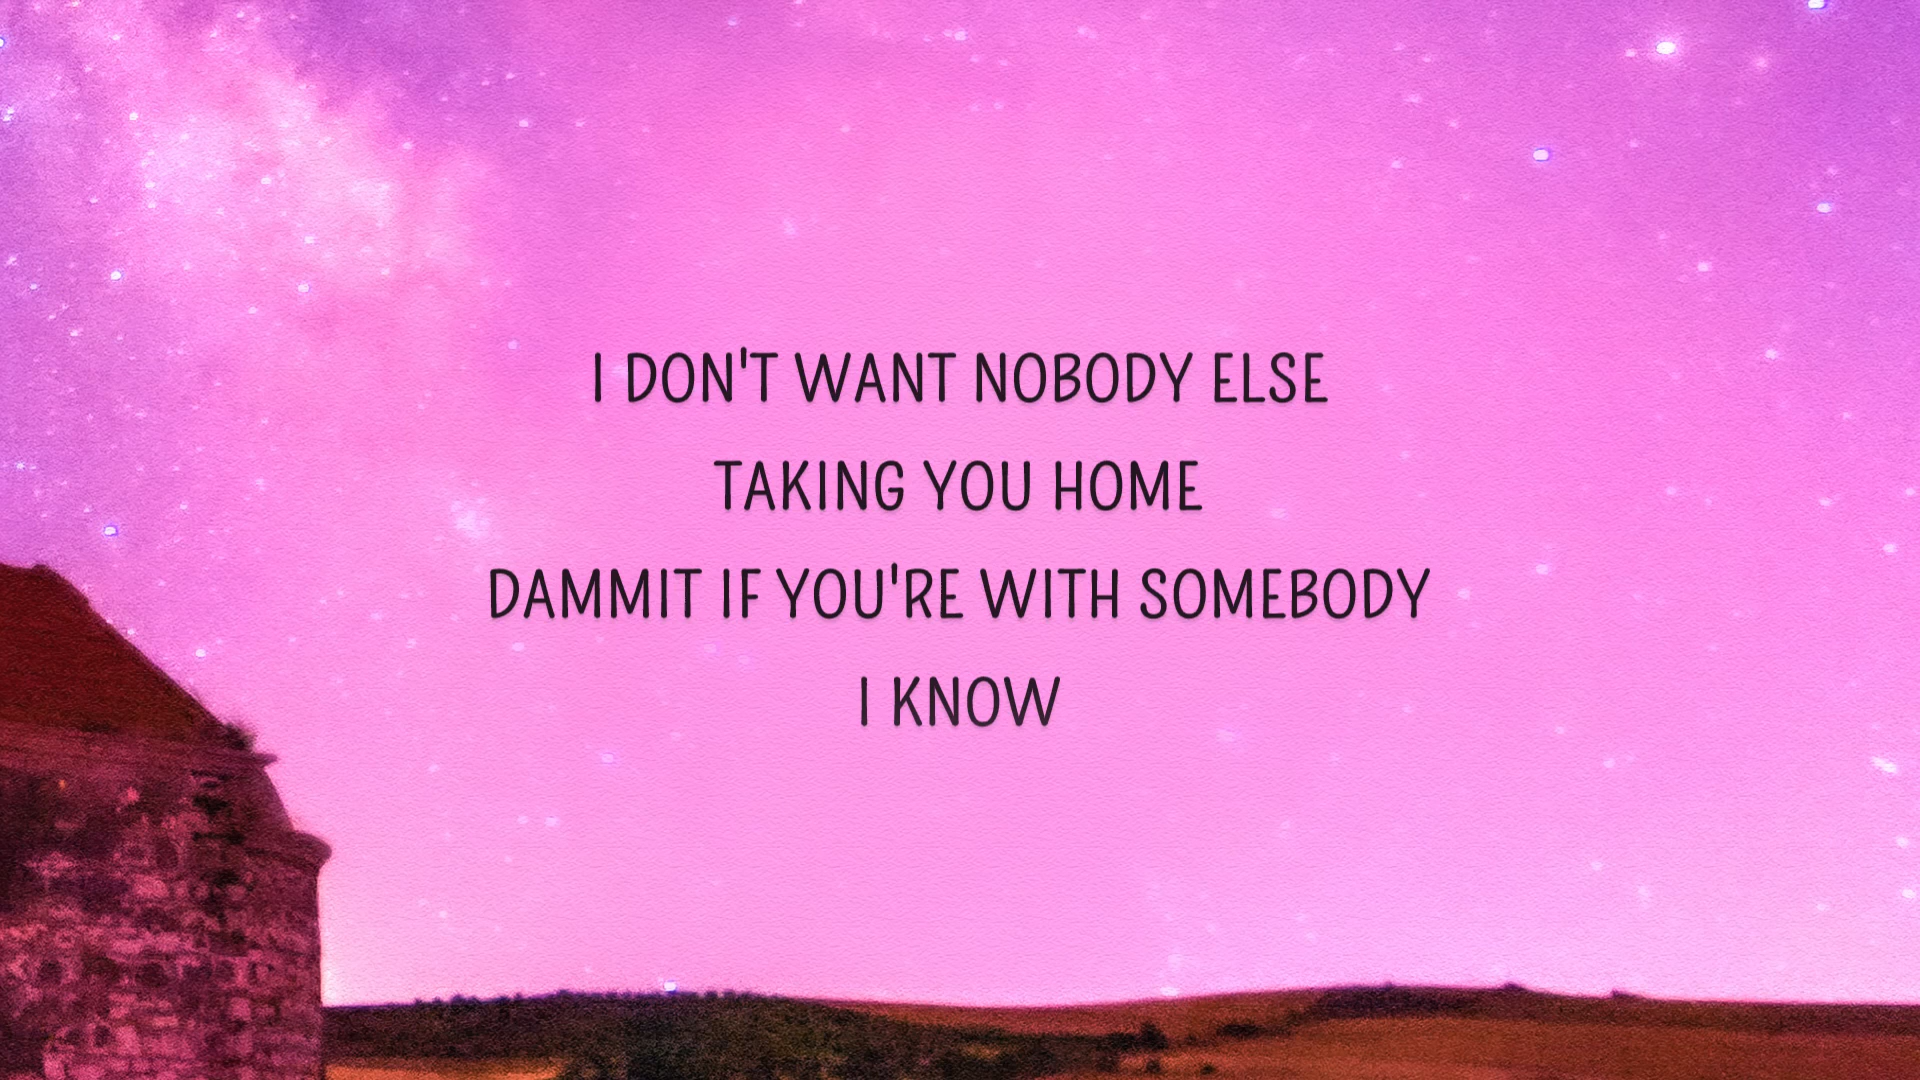 I DON'T WANT NOBODY ELSE
TAKING YOU HOME
DAMMIT IF YOU'RE WITH SOMEBODY
I KNOW